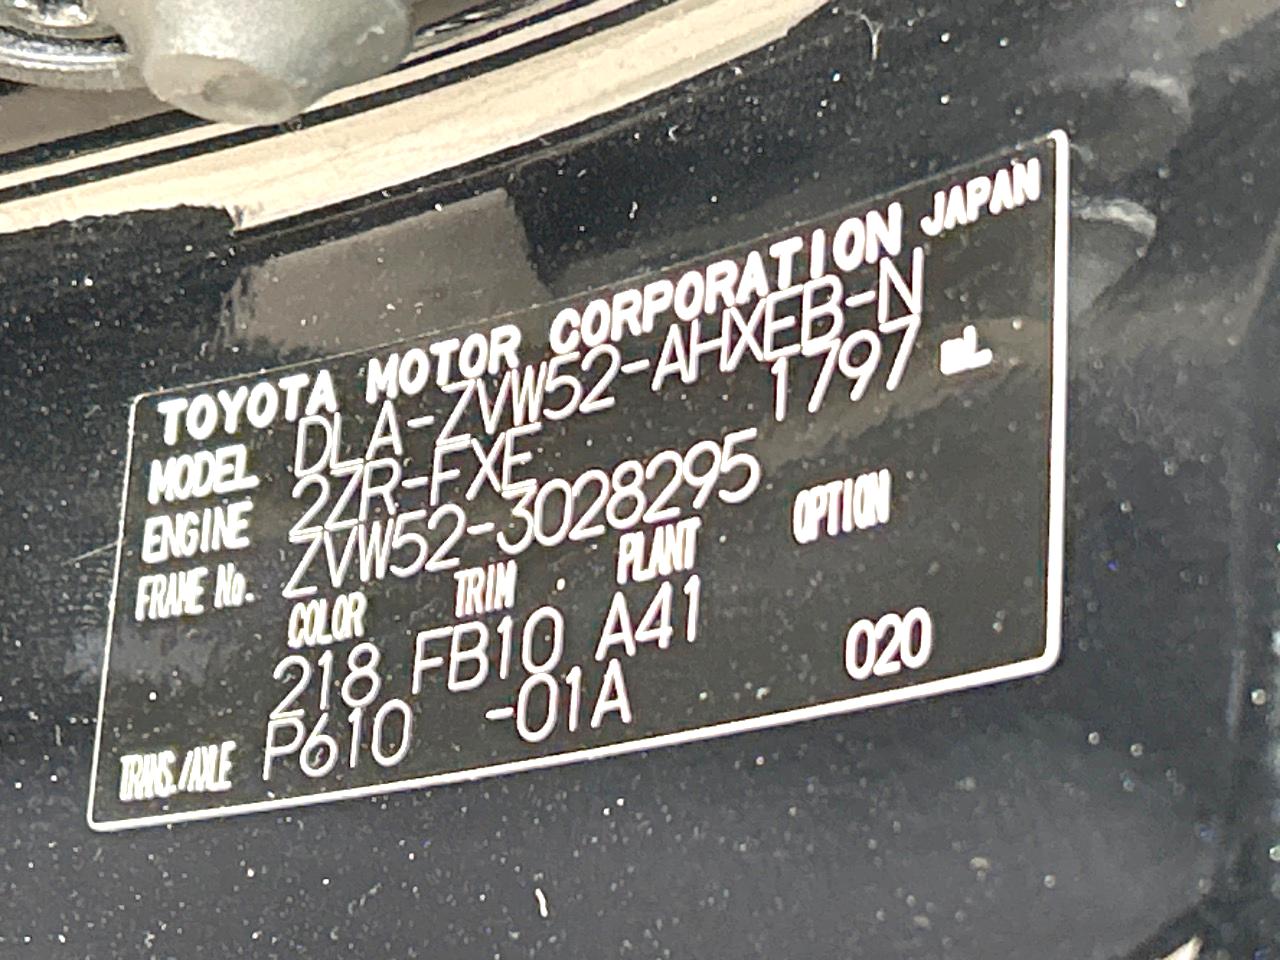 TOYOTA MOTOR CORPORATION JAPAN
MODEL DLA-ZVW52-AHXEB-N
ENGINE 2ZR-FXE 1797 mL
FRAME No. ZVW52-3028295
COLOR TRIM PLANT OPTION
218 FB10 A41
TRANS./AXLE P610 -01A 020